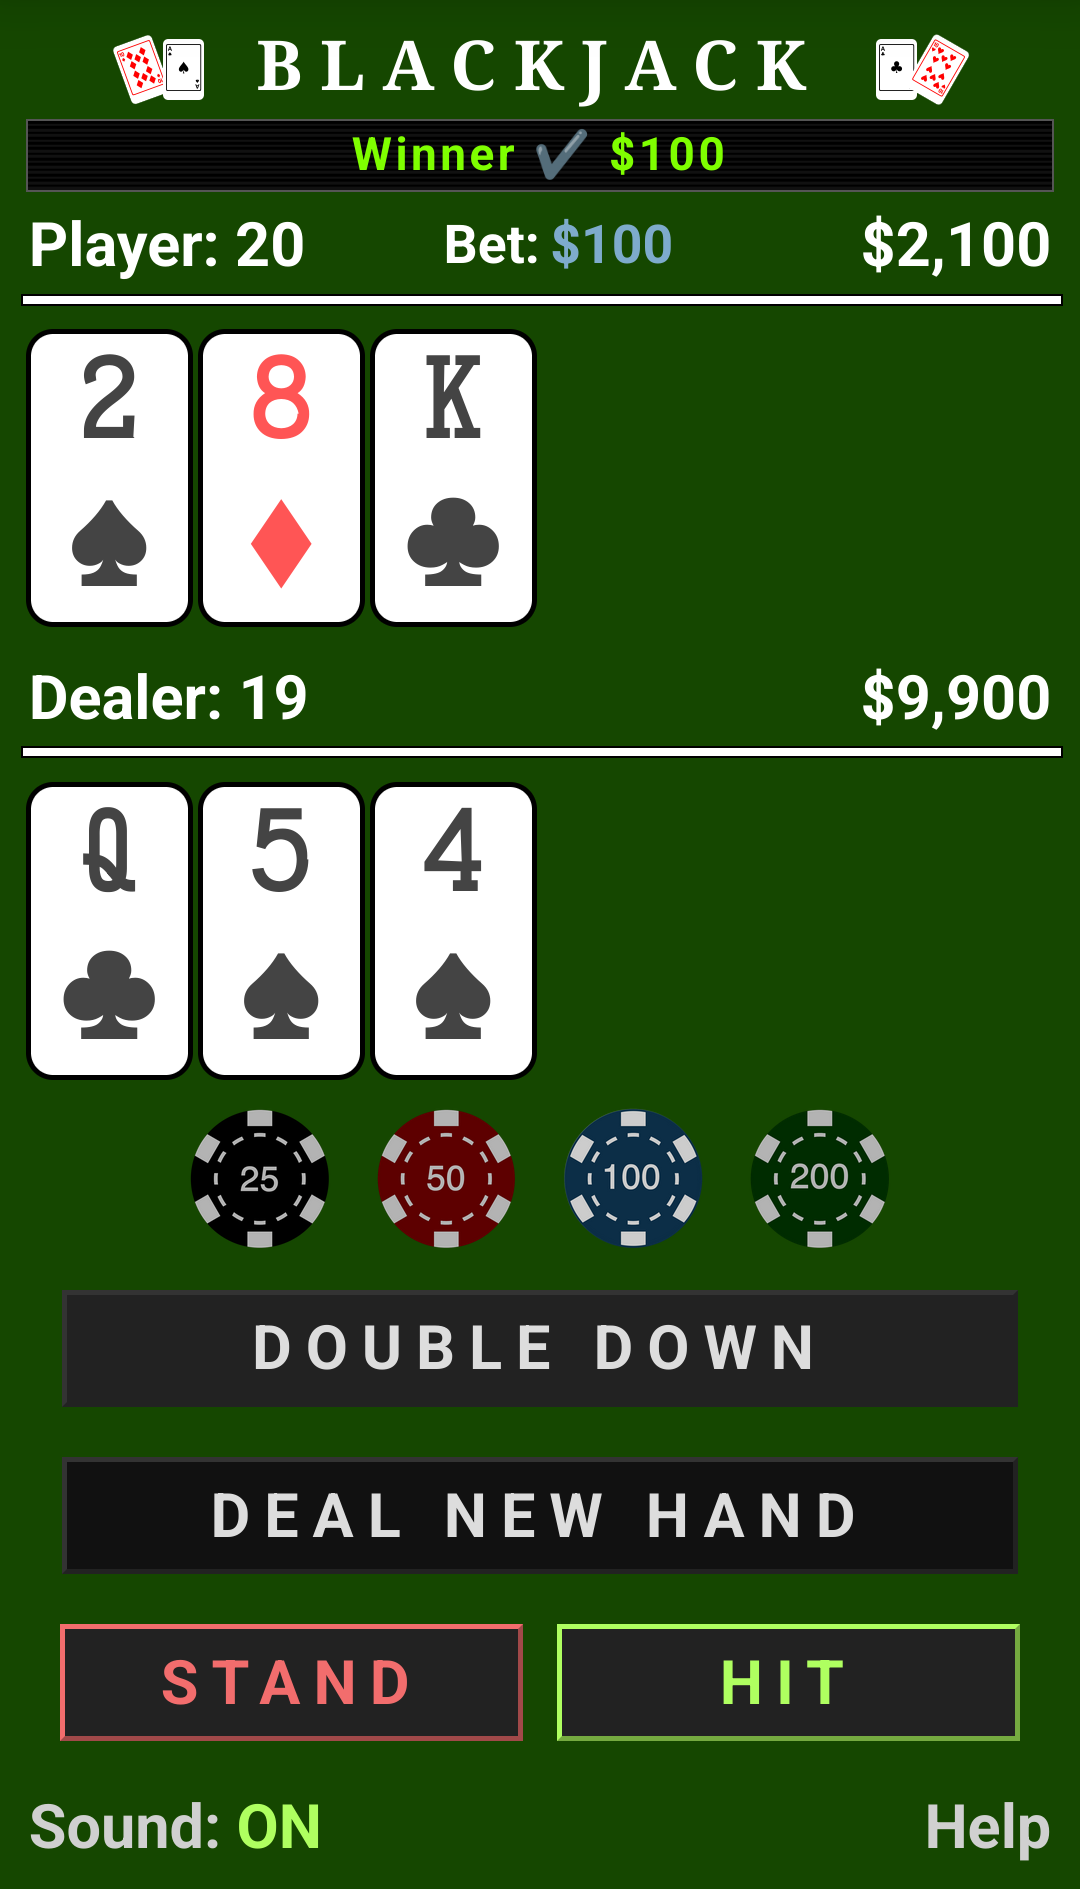 BLACKJACK
Winner ✔ $100
Player: 20 Bet: $100 $2,100
2 8 K
♠ ♦ ♣
Dealer: 19 $9,900
Q 5 4
♣ ♠ ♠
25 50 100 200
DOUBLE DOWN
DEAL NEW HAND
STAND HIT
Sound: ON Help